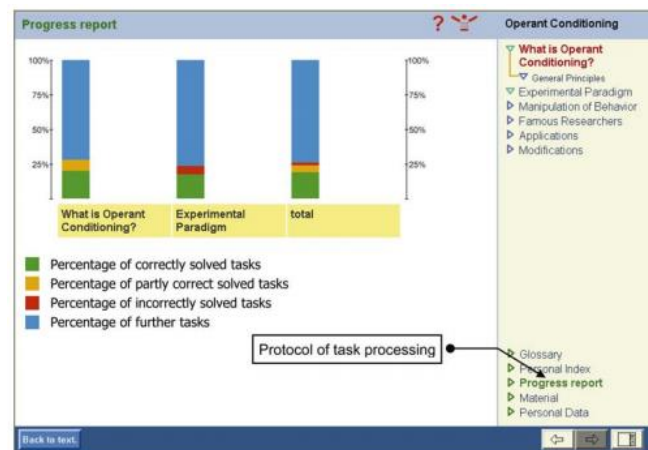 Progress report
?
Operant Conditioning
100%
75%
50%
25%
100%
75%
50%
25%
What is Operant
Conditioning?
Experimental
Paradigm
total
Percentage of correctly solved tasks
Percentage of partly correct solved tasks
Percentage of incorrectly solved tasks
Percentage of further tasks
Protocol of task processing
What is Operant
Conditioning?
General Principles
Experimental Paradigm
Manipulation of Behavior
Famous Researchers
Applications
Modifications
Glossary
Personal Index
Progress report
Material
Personal Data
Back to text.